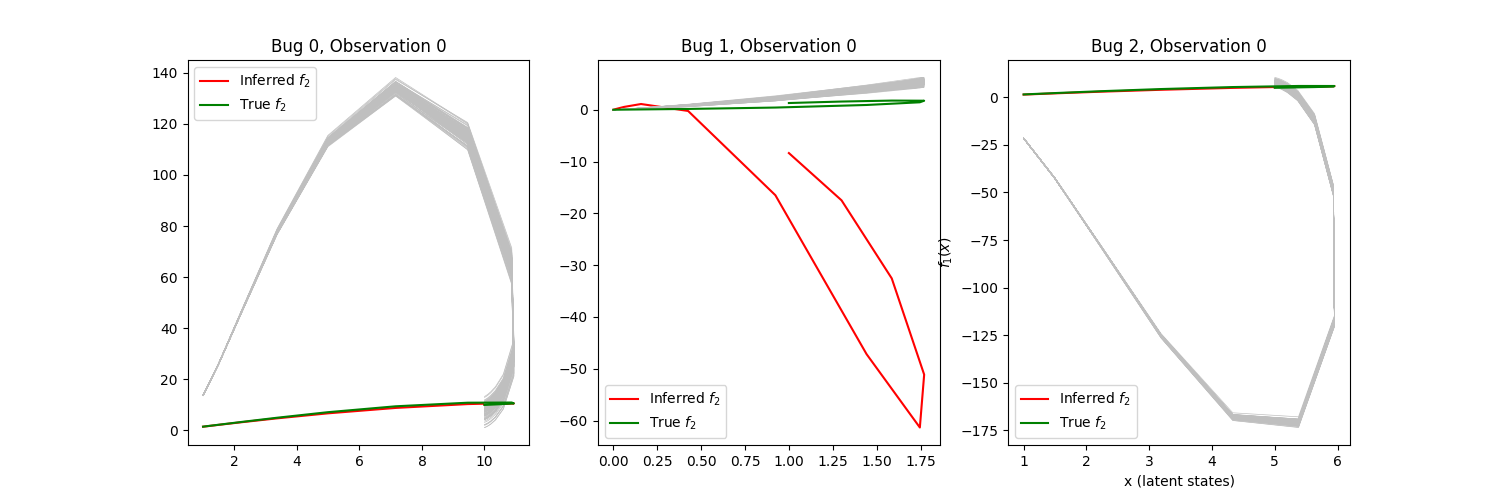 Bug 0, Observation 0
Inferred f₂
True f₂
140
120
100
80
60
40
20
0
2 4 6 8 10
Bug 1, Observation 0
0
−10
−20
−30
−40
−50
−60
Inferred f₂
True f₂
0.00 0.25 0.50 0.75 1.00 1.25 1.50 1.75
Bug 2, Observation 0
f₁(x)
0
−25
−50
−75
−100
−125
−150
−175
Inferred f₂
True f₂
1 2 3 4 5 6
x (latent states)